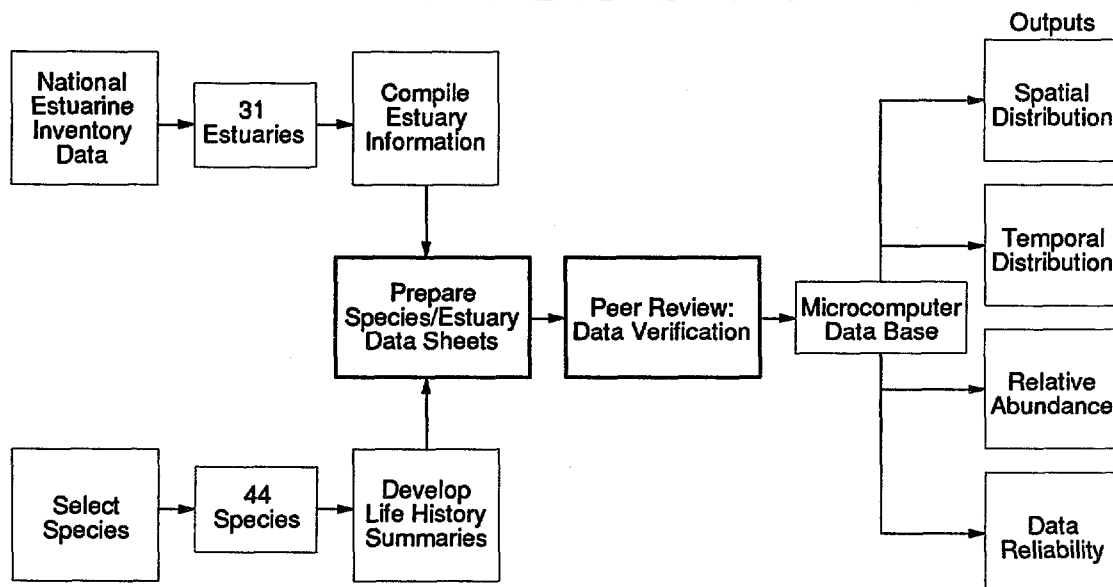 Outputs
National
Estuarine
Inventory
Data
31
Estuaries
Compile
Estuary
Information
Spatial
Distribution
Prepare
Species/Estuary
Data Sheets
Peer Review:
Data Verification
Microcomputer
Data Base
Temporal
Distribution
Relative
Abundance
Select
Species
44
Species
Develop
Life History
Summaries
Data
Reliability